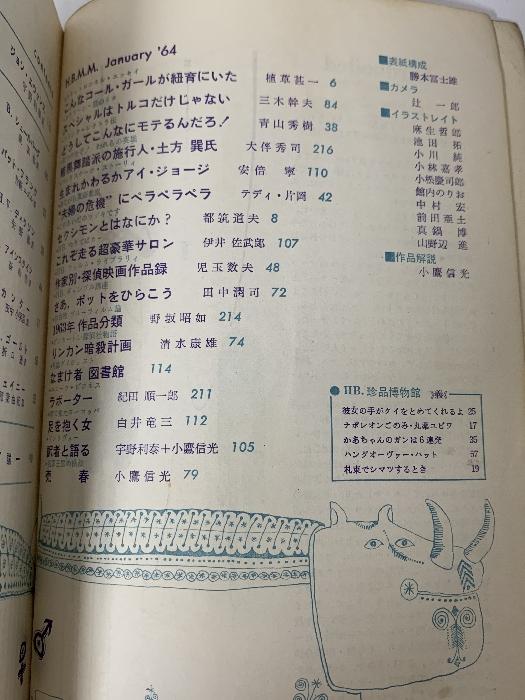 H.B.M.M. January '64
こんなコール・ガールが紐育にいた 植草甚一 6
スペシャルはトルコだけじゃない 三木幹夫 84
どうしてこんなにモテるんだろ！ 青山秀樹 38
暗黒舞踏派の施行人・土方 巽氏 大伴秀司 216
生まれかわるかアイ・ジョージ 安倍 寧 110
"夫婦の危機"にペラペラペラ テディ・片岡 42
セクシモンとはなにか？ 都筑道夫 8
これぞ走る超豪華サロン 伊井 佐武郎 107
作家別・探偵映画作品録 児玉数夫 48
さあ、ポットをひらこう 田中潤司 72
1963年 作品分類 野坂昭如 214
リンカン暗殺計画 清水康雄 74
なまけ者 図書館 114
ラポーター 紀田 順一郎 211
足を抱く女 白井竜三 112
訳者と語る 宇野利泰＋小鷹信光 105
売 春 小鷹信光 79
■表紙構成
勝本冨士雄
■カメラ
辻 一郎
■イラストレイト
麻生哲郎
池田 拓
小川 純
小林嘉孝
小松慶司郎
館内のりお
中村 宏
前田亜土
真鍋 博
山野辺 進
■作品解説
小鷹信光
● HB. 珍品博物館
彼女の手がタイをとめてくれるよ 25
ナポレオンごのみ・丸薬ユビワ 17
かあちゃんのガンは6連発 35
ハングオーヴァー・ハット 67
札束でシマツするとき 19